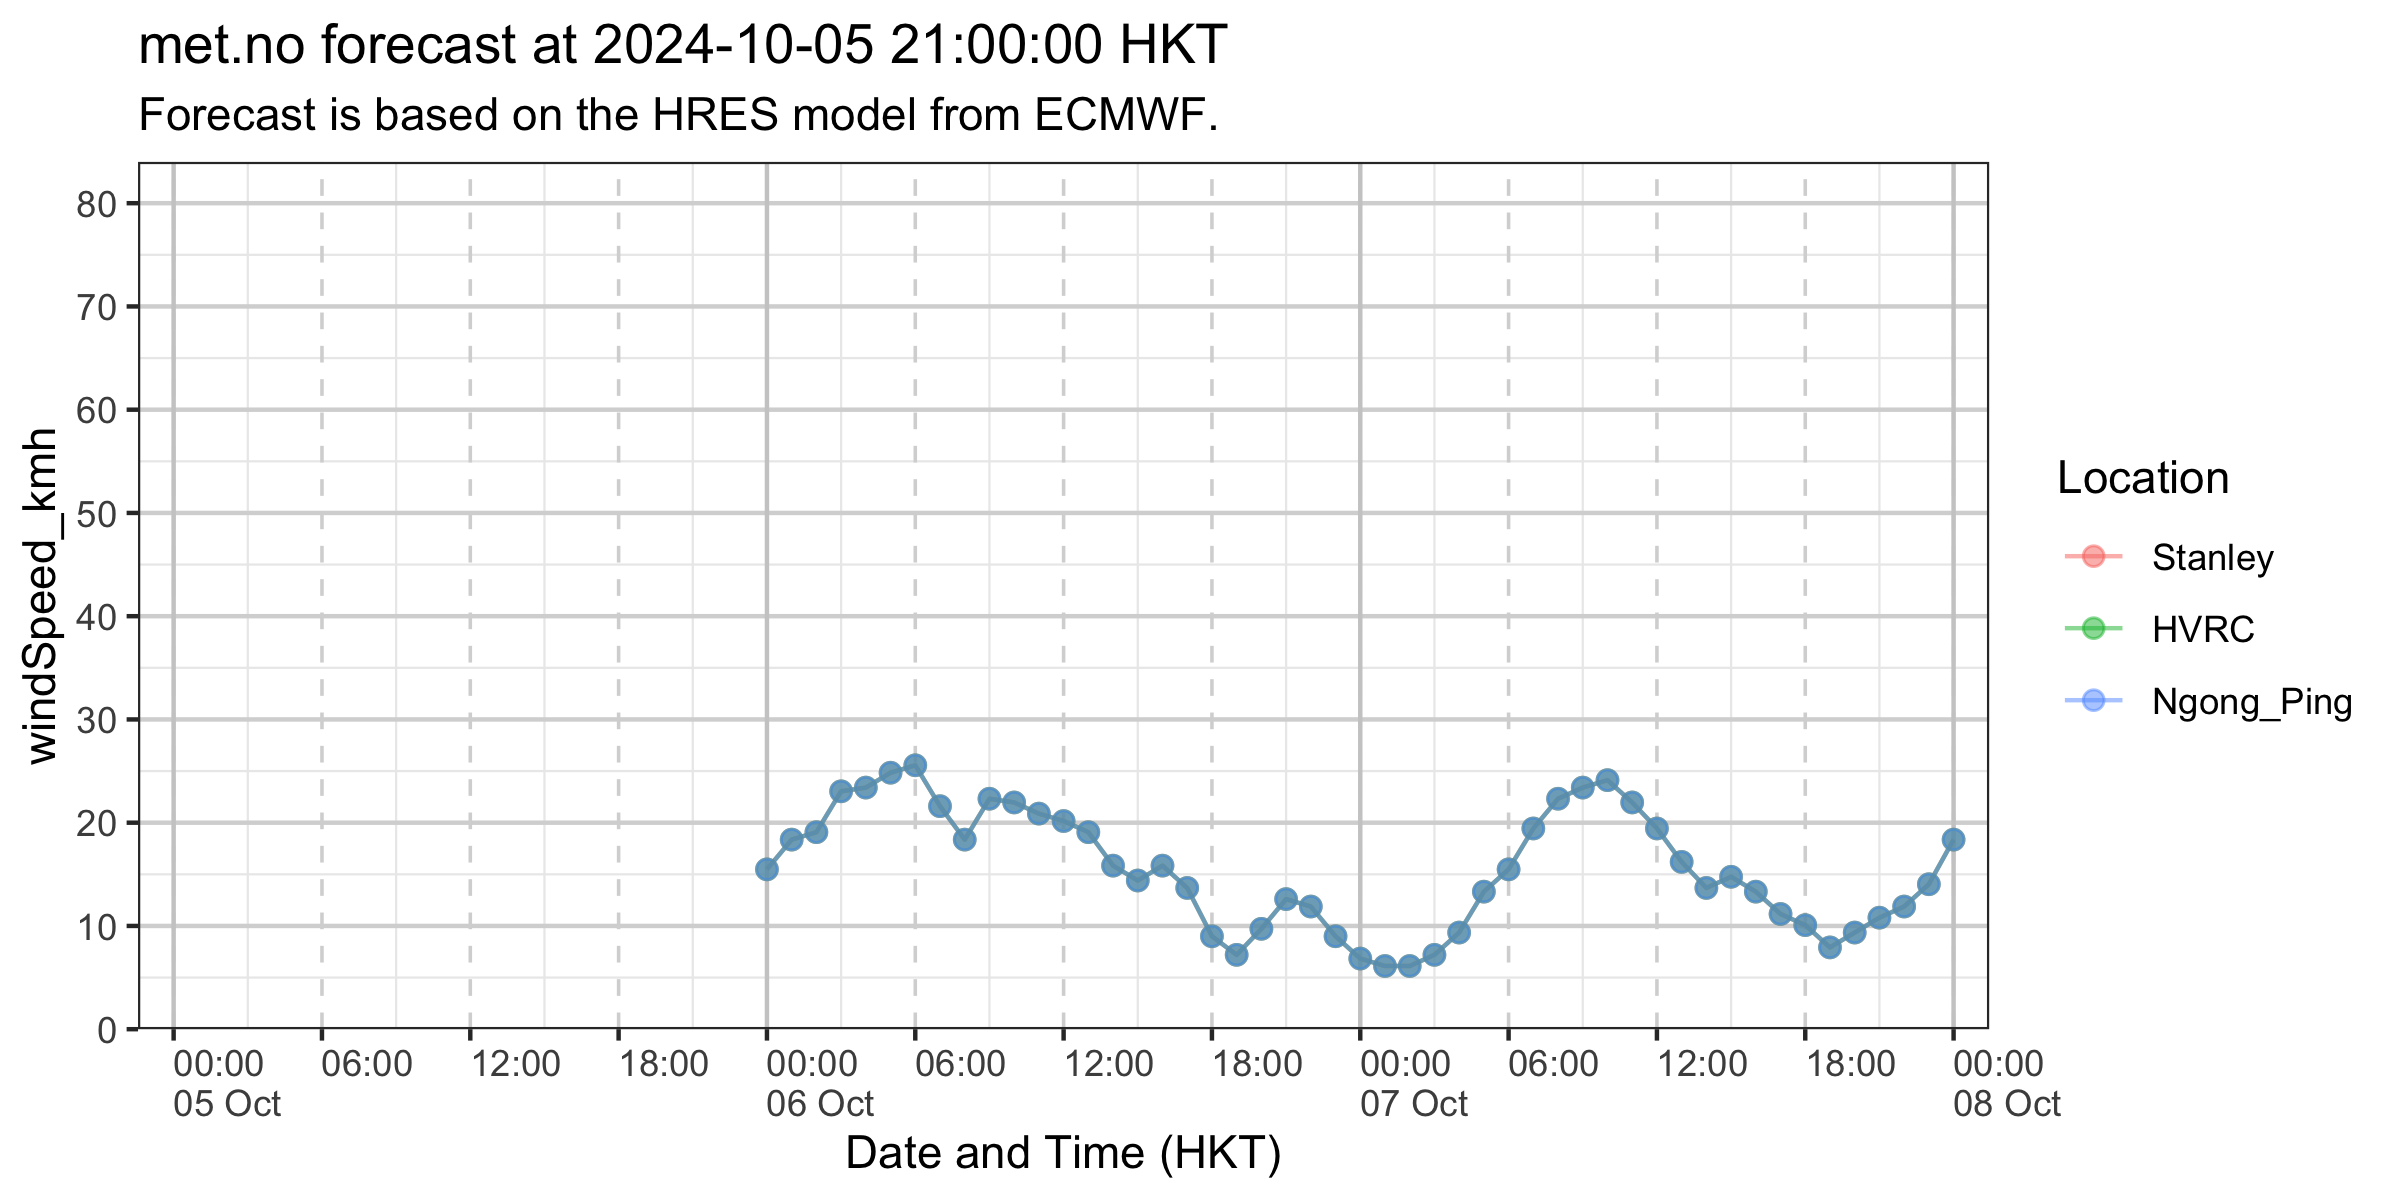 met.no forecast at 2024-10-05 21:00:00 HKT
Forecast is based on the HRES model from ECMWF.
windSpeed_kmh
80
70
60
50
40
30
20
10
0
00:00 06:00 12:00 18:00 00:00 06:00 12:00 18:00 00:00 06:00 12:00 18:00 00:00
05 Oct 06 Oct 07 Oct 08 Oct
Date and Time (HKT)
Location
Stanley
HVRC
Ngong_Ping